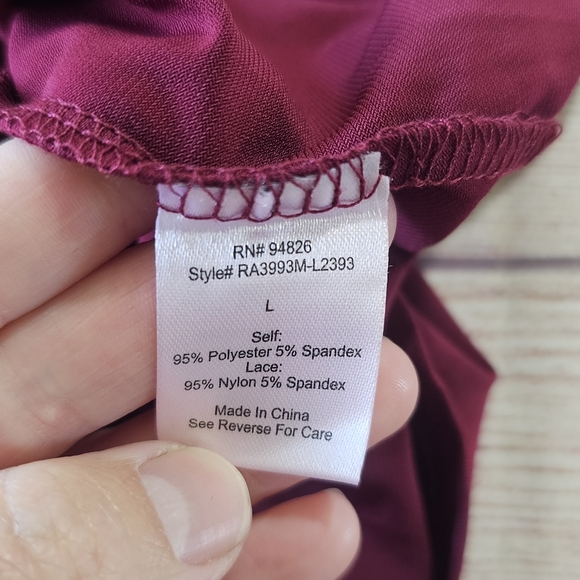 RN# 94826
Style# RA3993M-L2393
L
Self:
95% Polyester 5% Spandex
Lace:
95% Nylon 5% Spandex
Made In China
See Reverse For Care